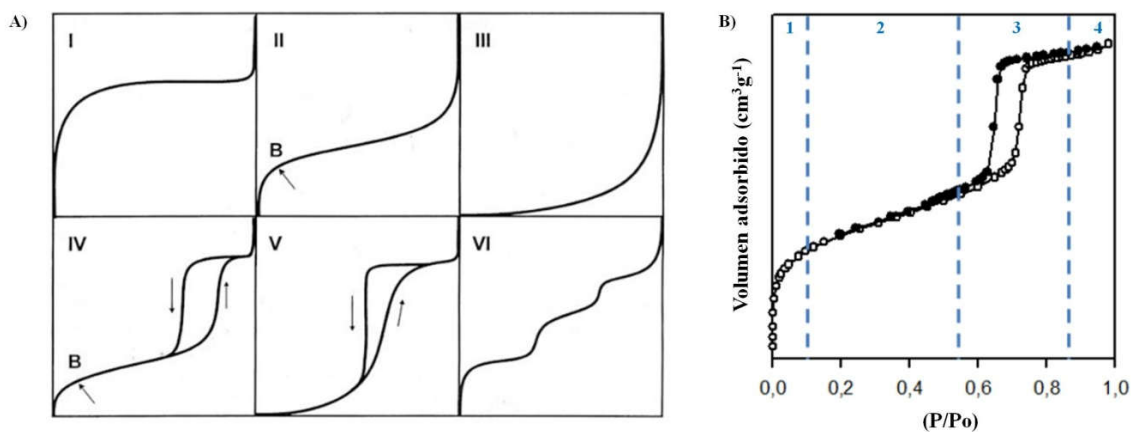 A)
I
II
III
B
IV
V
VI
B
B)
1 2 3 4
Volumen adsorbido (cm³g⁻¹)
0,0 0,2 0,4 0,6 0,8 1,0
(P/Po)